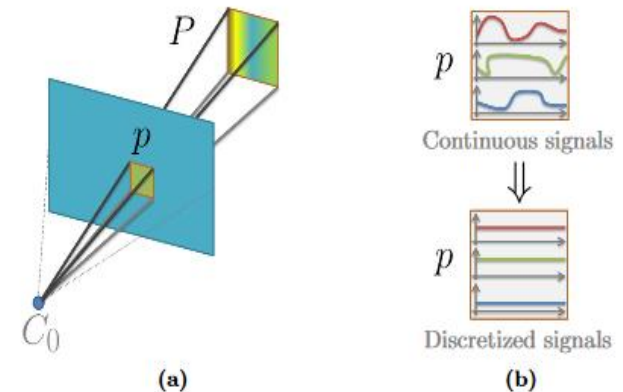 P
p
C₀
(a)
p
Continuous signals
⇓
p
Discretized signals
(b)